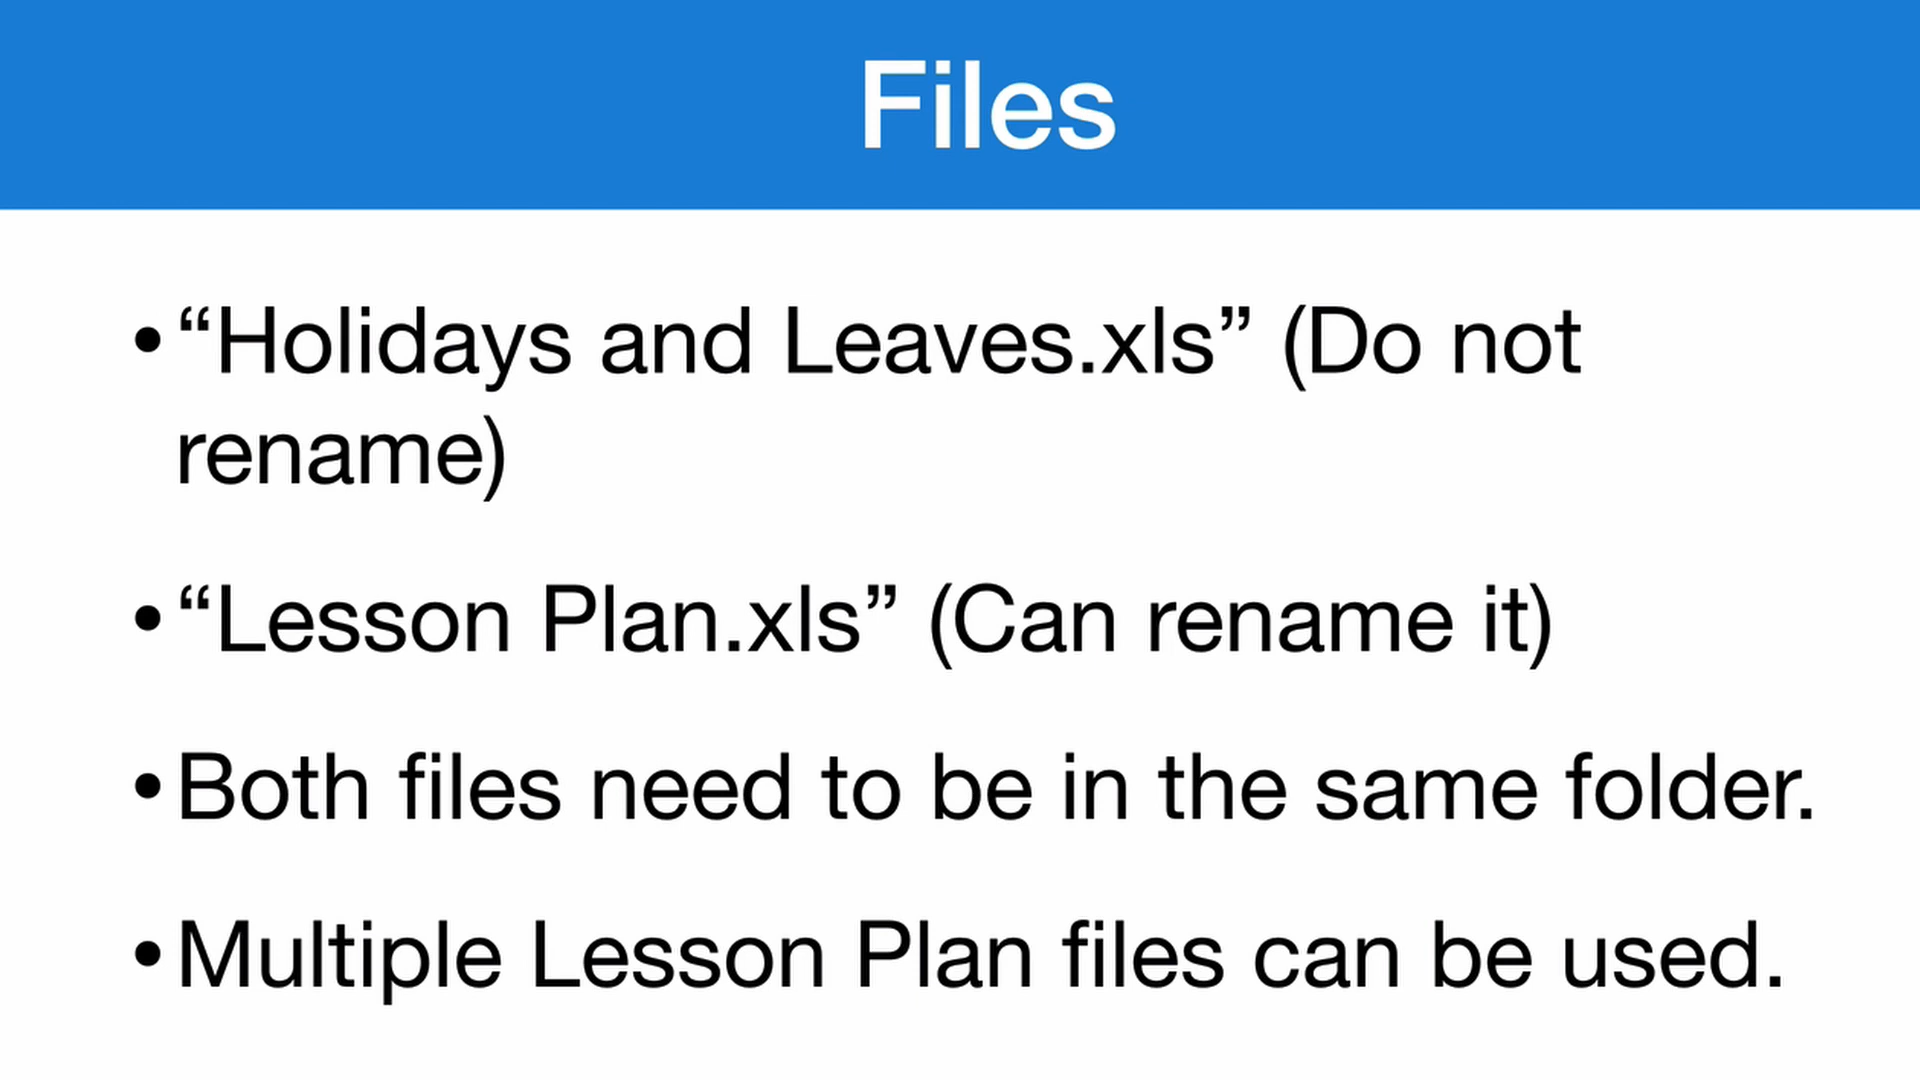 Files
• “Holidays and Leaves.xls” (Do not
rename)
• “Lesson Plan.xls” (Can rename it)
• Both files need to be in the same folder.
• Multiple Lesson Plan files can be used.